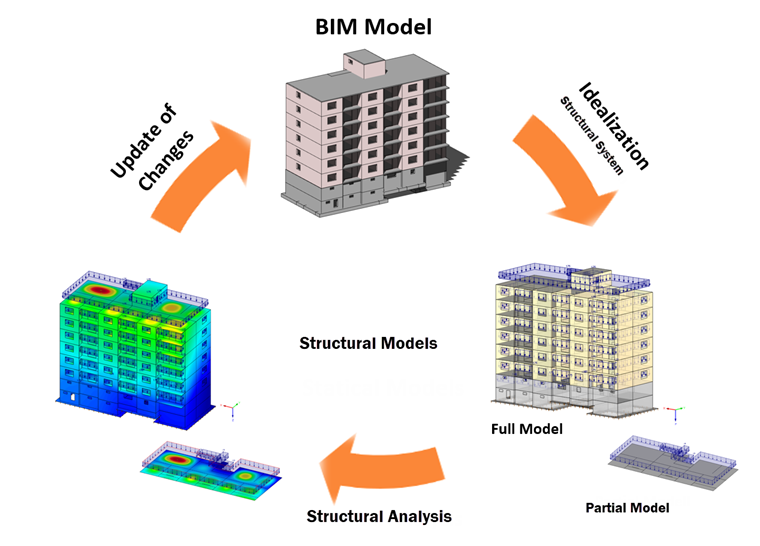 BIM Model
Update of
Changes
Idealization
Structural System
Structural Models
Full Model
Partial Model
Structural Analysis